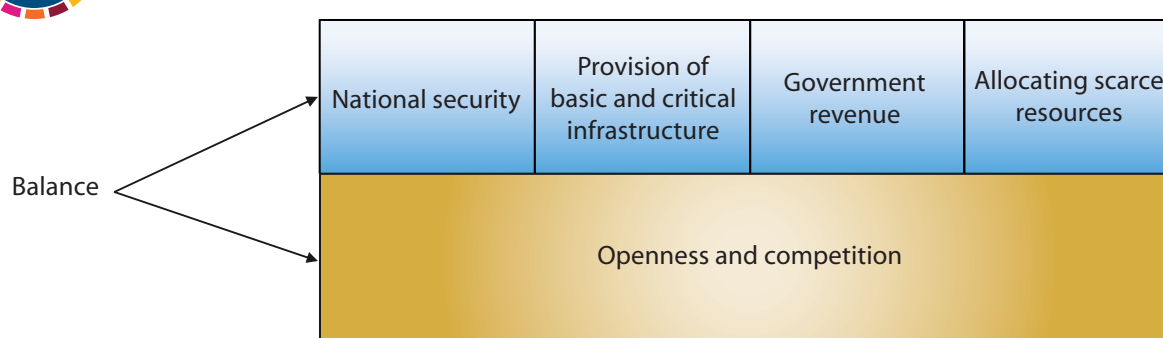 Balance
National security
Provision of
basic and critical
infrastructure
Government
revenue
Allocating scarce
resources
Openness and competition